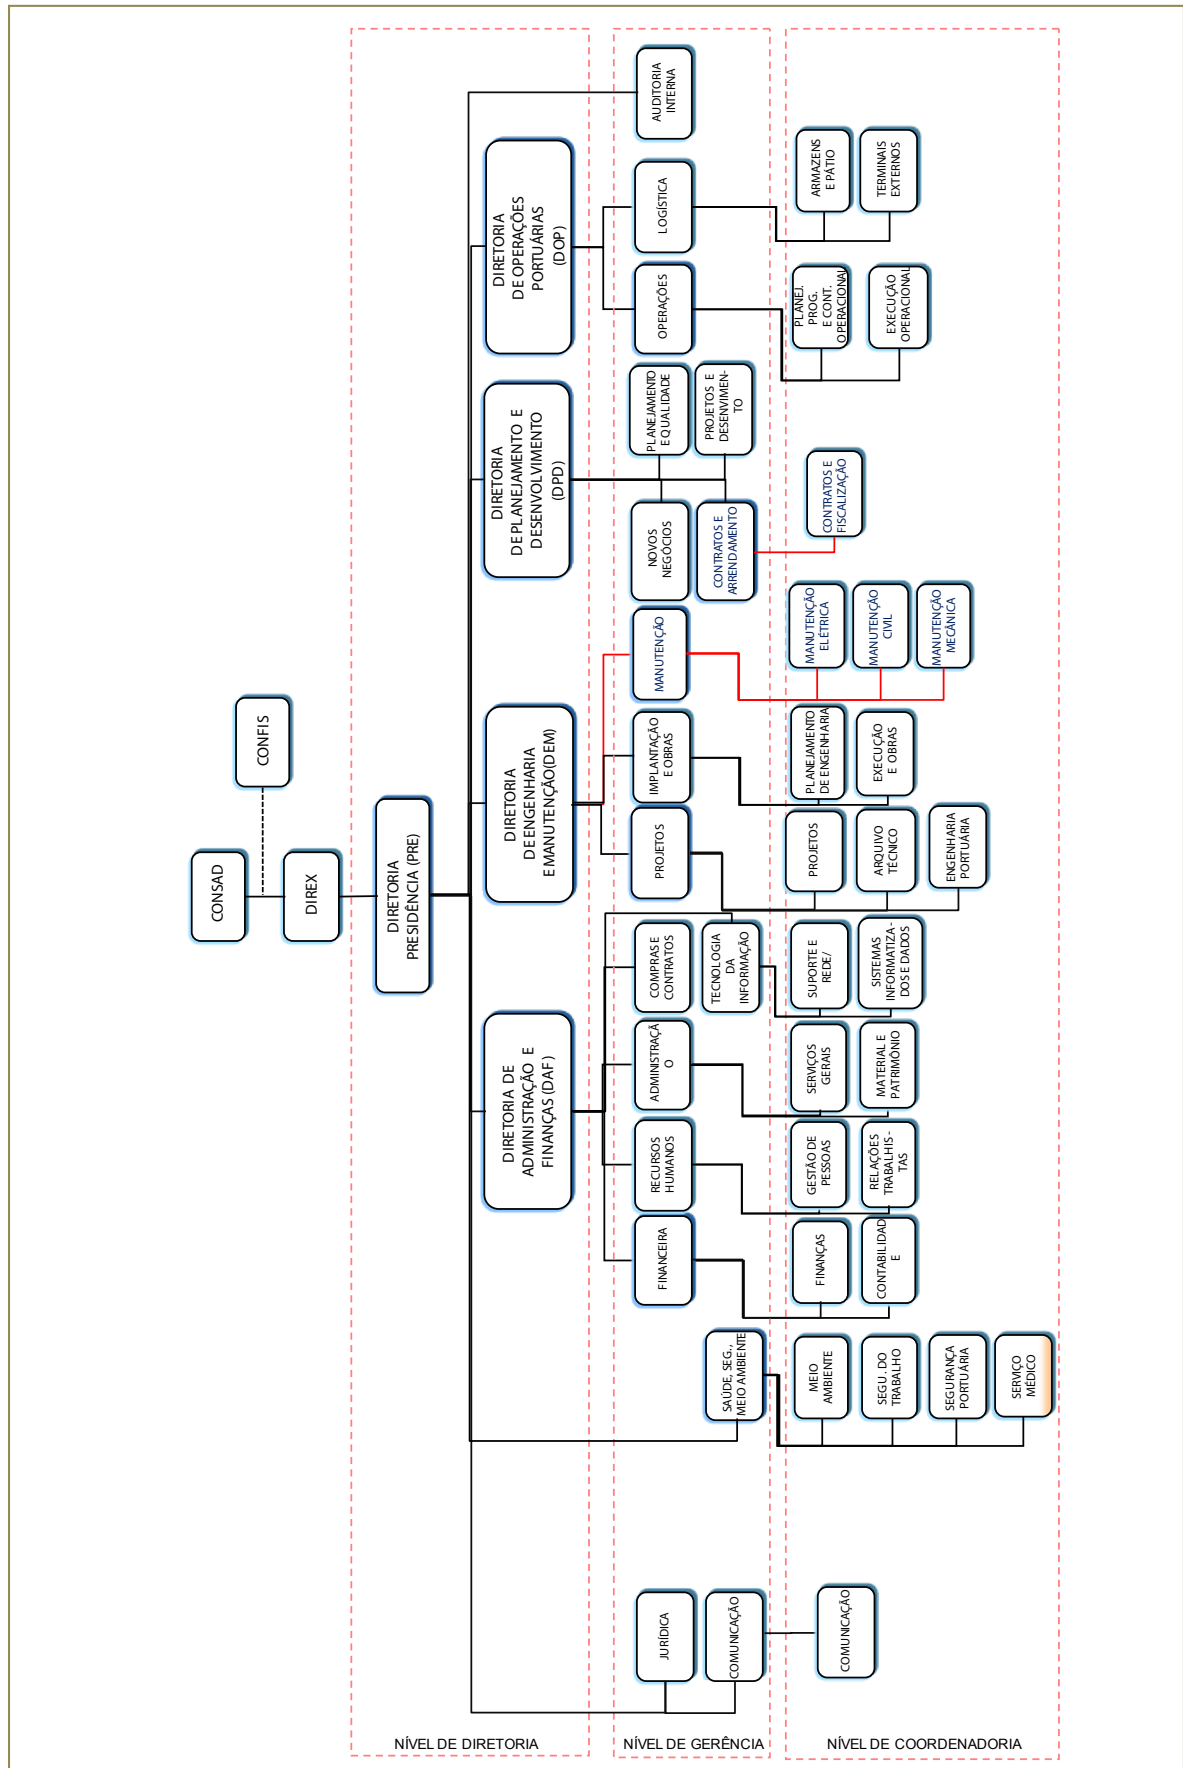 CONSAD
CONFIS
DIREX
DIRETORIA
PRESIDÊNCIA (PRE)
NÍVEL DE DIRETORIA
DIRETORIA DE
ADMINISTRAÇÃO E
FINANÇAS (DAF)
DIRETORIA
DE ENGENHARIA
E MANUTENÇÃO(DEM)
DIRETORIA
DE PLANEJAMENTO E
DESENVOLVIMENTO
(DPD)
DIRETORIA
DE OPERAÇÕES
PORTUÁRIAS
(DOP)
NÍVEL DE GERÊNCIA
JURÍDICA
COMUNICAÇÃO
SAÚDE, SEG.,
MEIO AMBIENTE
FINANCEIRA
RECURSOS
HUMANOS
ADMINISTRAÇÃ
O
COMPRAS E
CONTRATOS
TECNOLOGIA
DA
INFORMAÇÃO
PROJETOS
IMPLANTAÇÃO
E OBRAS
MANUTENÇÃO
NOVOS
NEGÓCIOS
CONTRATOS E
ARRENDAMENTO
PLANEJAMENTO
E QUALIDADE
PROJETOS E
DESENVIMEN-
TO
OPERAÇÕES
LOGÍSTICA
AUDITORIA
INTERNA
NÍVEL DE COORDENADORIA
COMUNICAÇÃO
MEIO
AMBIENTE
SEGU. DO
TRABALHO
SEGURANÇA
PORTUÁRIA
SERVIÇO
MÉDICO
FINANÇAS
CONTABILIDAD
E
GESTÃO DE
PESSOAS
RELAÇÕES
TRABALHIS-
TAS
SERVIÇOS
GERAIS
MATERIAL E
PATRIMÔNIO
SUPORTE E
REDE/
SISTEMAS
INFORMATIZA-
DOS E DADOS
PROJETOS
ARQUIVO
TÉCNICO
ENGENHARIA
PORTUÁRIA
PLANEJAMENTO
DE ENGENHARIA
EXECUÇÃO
E OBRAS
MANUTENÇÃO
ELÉTRICA
MANUTENÇÃO
CIVIL
MANUTENÇÃO
MECÂNICA
CONTRATOS E
FISCALIZAÇÃO
PLANEJ.
PROG.
E CONT.
OPERACIONAL
EXECUÇÃO
OPERACIONAL
ARMAZENS
E PÁTIO
TERMINAIS
EXTERNOS